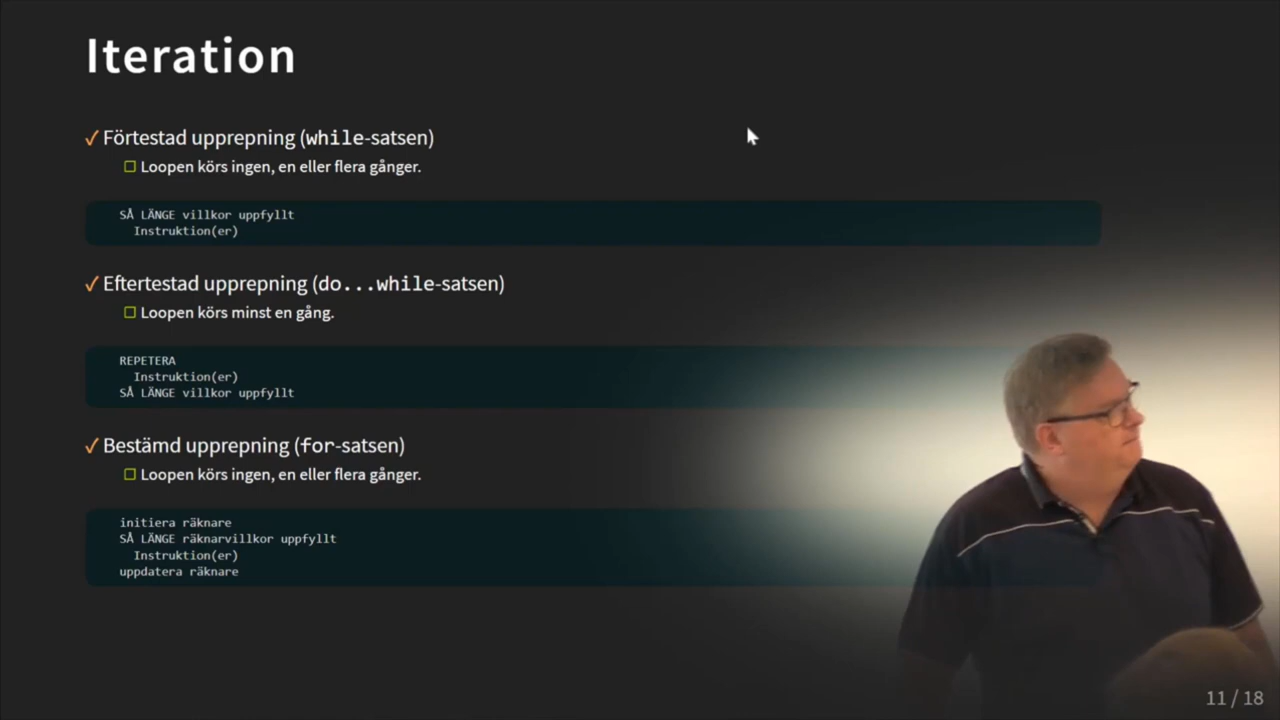 Iteration
✓ Förtestad upprepning (while-satsen)
☐ Loopen körs ingen, en eller flera gånger.
SÅ LÄNGE villkor uppfyllt
Instruktion(er)
✓ Eftertestad upprepning (do...while-satsen)
☐ Loopen körs minst en gång.
REPETERA
Instruktion(er)
SÅ LÄNGE villkor uppfyllt
✓ Bestämd upprepning (for-satsen)
☐ Loopen körs ingen, en eller flera gånger.
initiera räknare
SÅ LÄNGE räknarvillkor uppfyllt
Instruktion(er)
uppdatera räknare
11 / 18